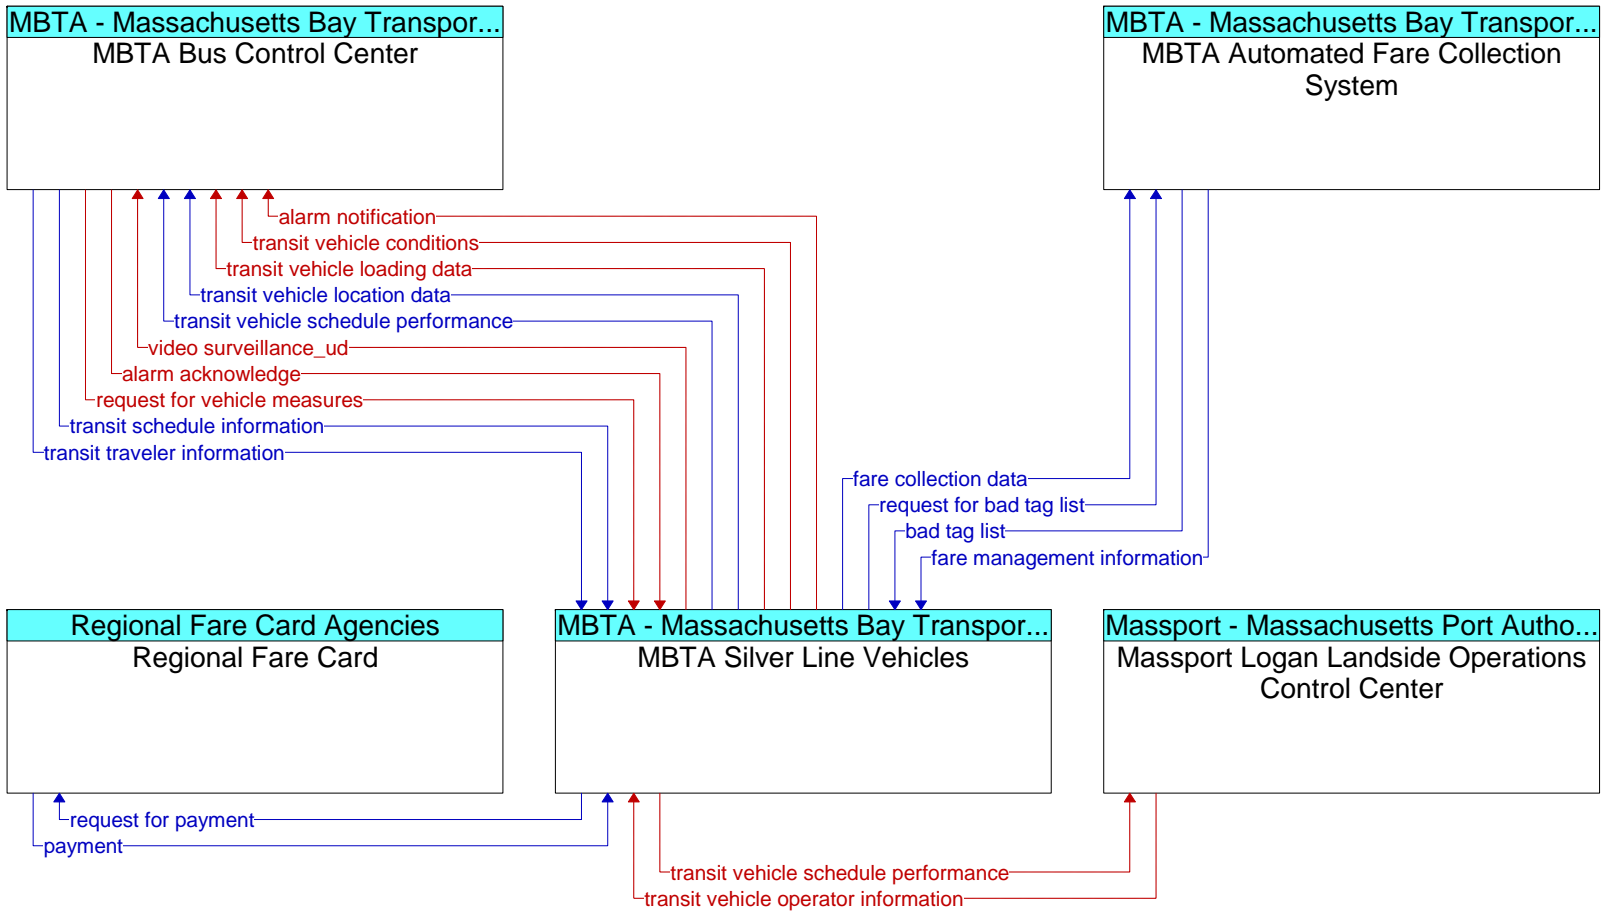 MBTA - Massachusetts Bay Transpor...
MBTA Bus Control Center
MBTA - Massachusetts Bay Transpor...
MBTA Automated Fare Collection
System
alarm notification
transit vehicle conditions
transit vehicle loading data
transit vehicle location data
transit vehicle schedule performance
video surveillance_ud
alarm acknowledge
request for vehicle measures
transit schedule information
transit traveler information
fare collection data
request for bad tag list
bad tag list
fare management information
Regional Fare Card Agencies
Regional Fare Card
MBTA - Massachusetts Bay Transpor...
MBTA Silver Line Vehicles
Massport - Massachusetts Port Autho...
Massport Logan Landside Operations
Control Center
request for payment
payment
transit vehicle schedule performance
transit vehicle operator information